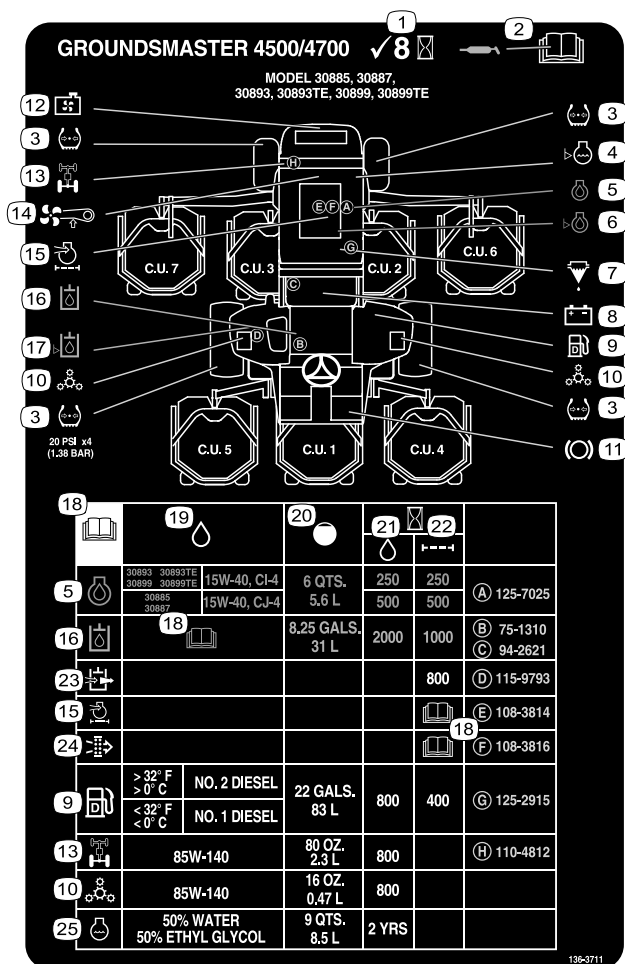 1
2
GROUNDSMASTER 4500/4700 ✓8
MODEL 30885, 30887,
30893, 30893TE, 30899, 30899TE
12
3
3
13
H
4
14
E F A
5
6
15
G
C.U. 7
C.U. 3
C.U. 2
C.U. 6
7
16
C
8
17
D
B
D
9
10
10
3
3
20 PSI x4
(1.38 BAR)
11
C.U. 5
C.U. 1
C.U. 4
18
19
20
21
22
5
30893 30893TE
30899 30899TE
15W-40, CI-4
30885
30887
15W-40, CJ-4
6 QTS.
5.6 L
250
250
500
500
A 125-7025
16
18
8.25 GALS.
31 L
2000
1000
B 75-1310
C 94-2621
23
800
D 115-9793
15
E 108-3814
18
24
F 108-3816
9
D
> 32° F
> 0° C
NO. 2 DIESEL
< 32° F
< 0° C
NO. 1 DIESEL
22 GALS.
83 L
800
400
G 125-2915
13
85W-140
80 OZ.
2.3 L
800
H 110-4812
10
85W-140
16 OZ.
0.47 L
800
25
50% WATER
50% ETHYL GLYCOL
9 QTS.
8.5 L
2 YRS
136-3711